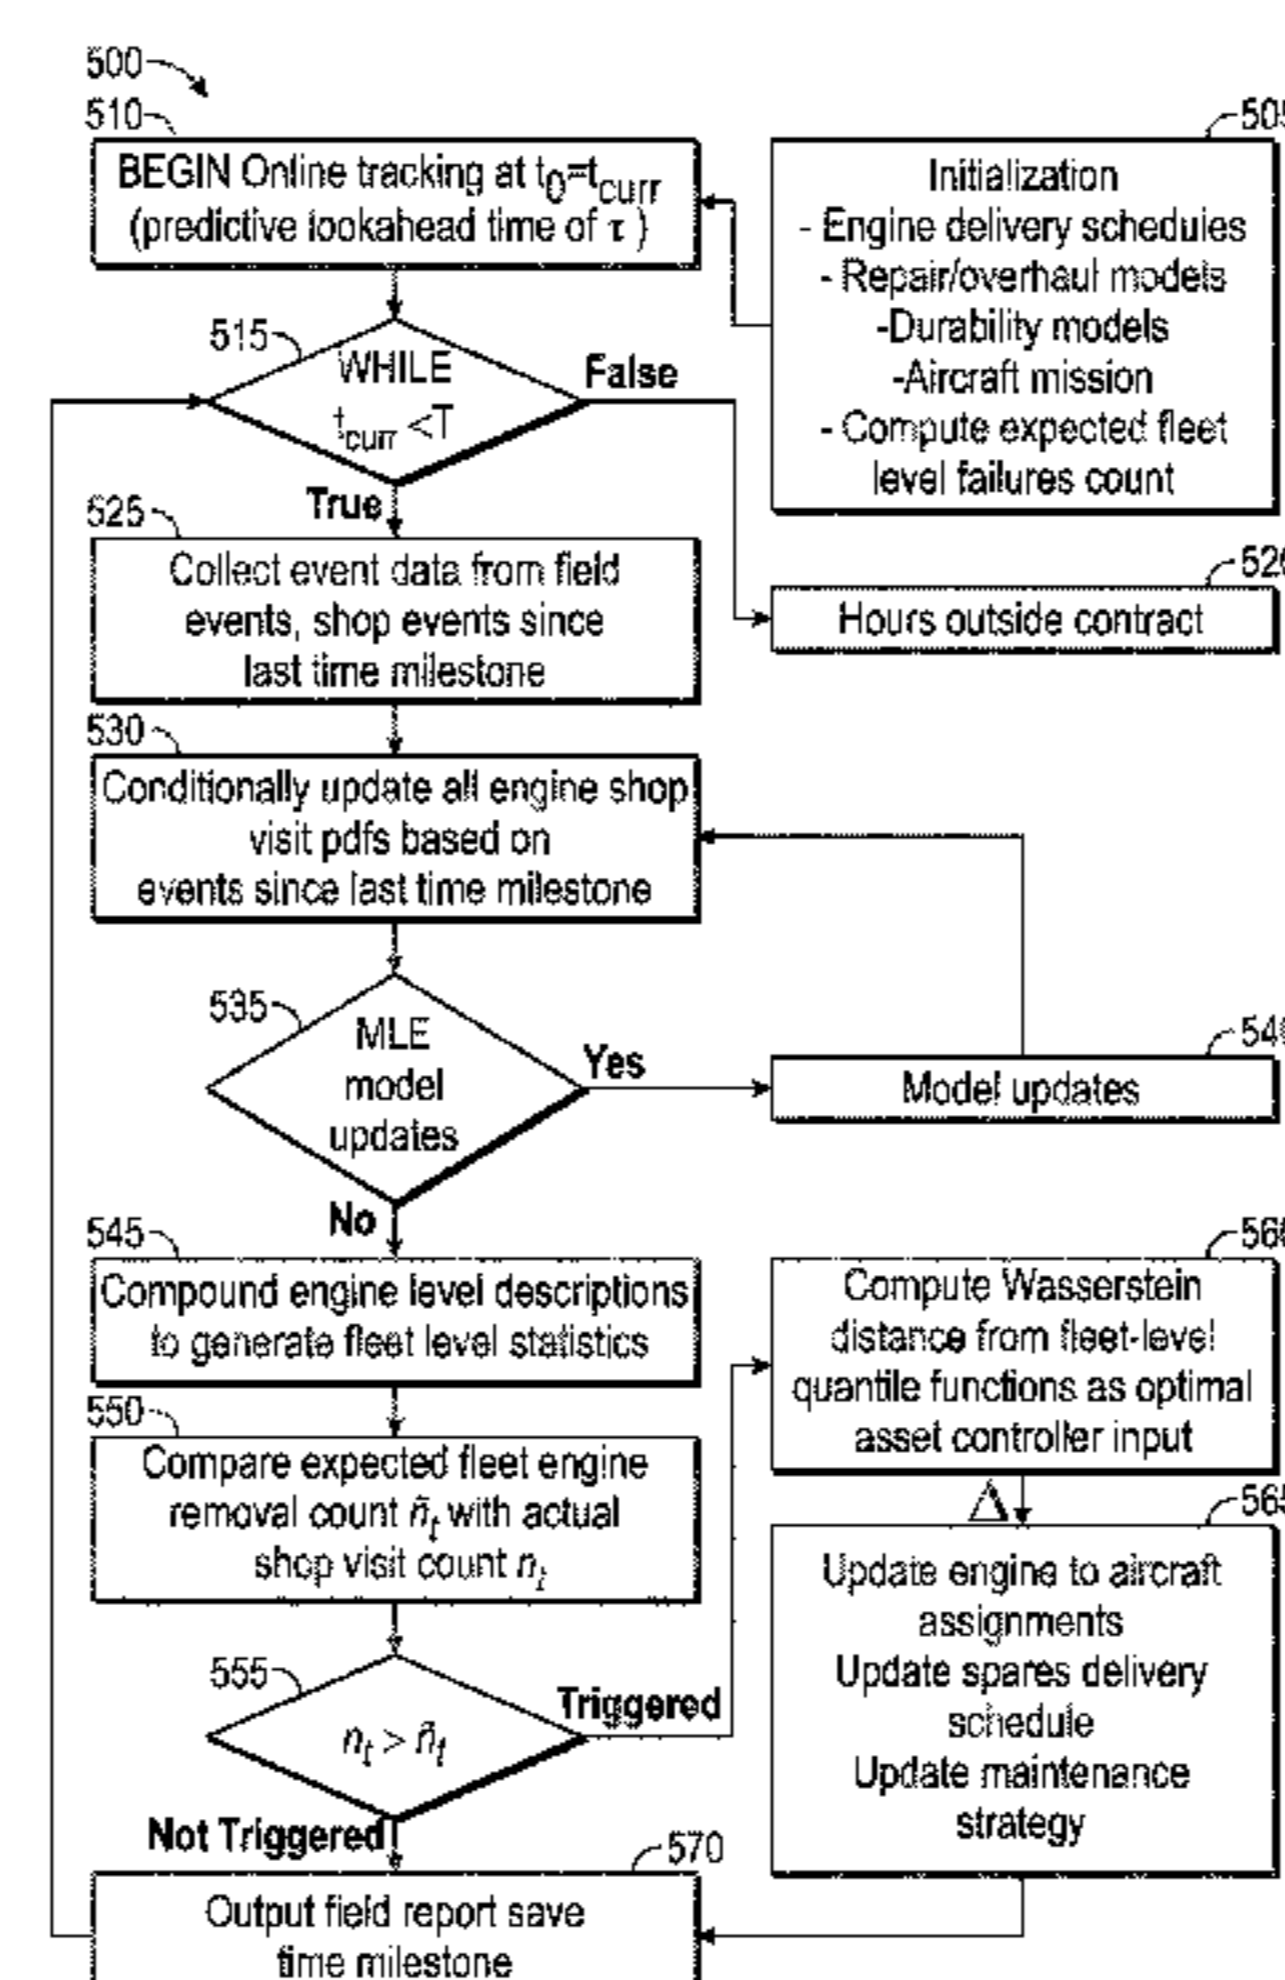 500
510
BEGIN Online tracking at t0=tcurr
(predictive lookahead time of τ )
505
Initialization
- Engine delivery schedules
- Repair/overhaul models
-Durability models
-Aircraft mission
- Compute expected fleet
level failures count
515
WHILE
tcurr <T
False
True
525
Collect event data from field
events, shop events since
last time milestone
Hours outside contract
530
Conditionally update all engine shop
visit pdfs based on
events since last time milestone
535
MLE
model
updates
Yes
Model updates
No
545
Compound engine level descriptions
to generate fleet level statistics
Compute Wasserstein
distance from fleet-level
quantile functions as optimal
asset controller input
550
Compare expected fleet engine
removal count ñt with actual
shop visit count nt
Δ
565
Update engine to aircraft
assignments
Update spares delivery
schedule
Update maintenance
strategy
555
nt > ñt
Triggered
Not Triggered
570
Output field report save
time milestone